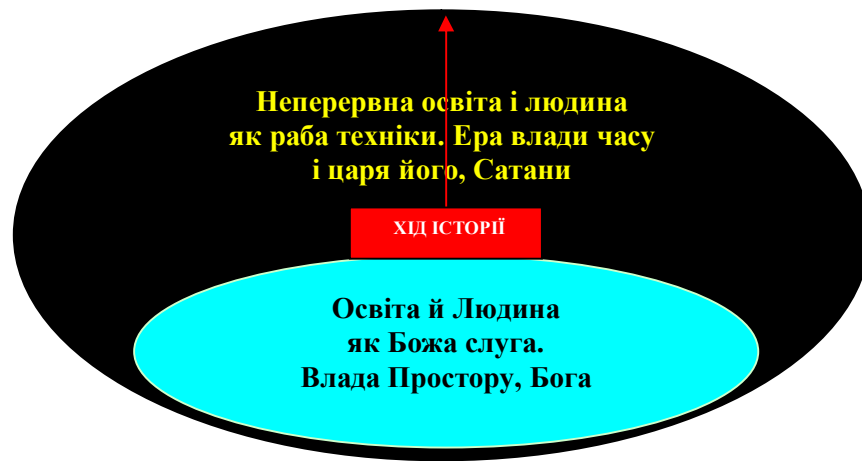 Неперервна освіта і людина
як раба техніки. Ера влади часу
і царя його, Сатани
ХІД ІСТОРІЇ
Освіта й Людина
як Божа слуга.
Влада Простору, Бога